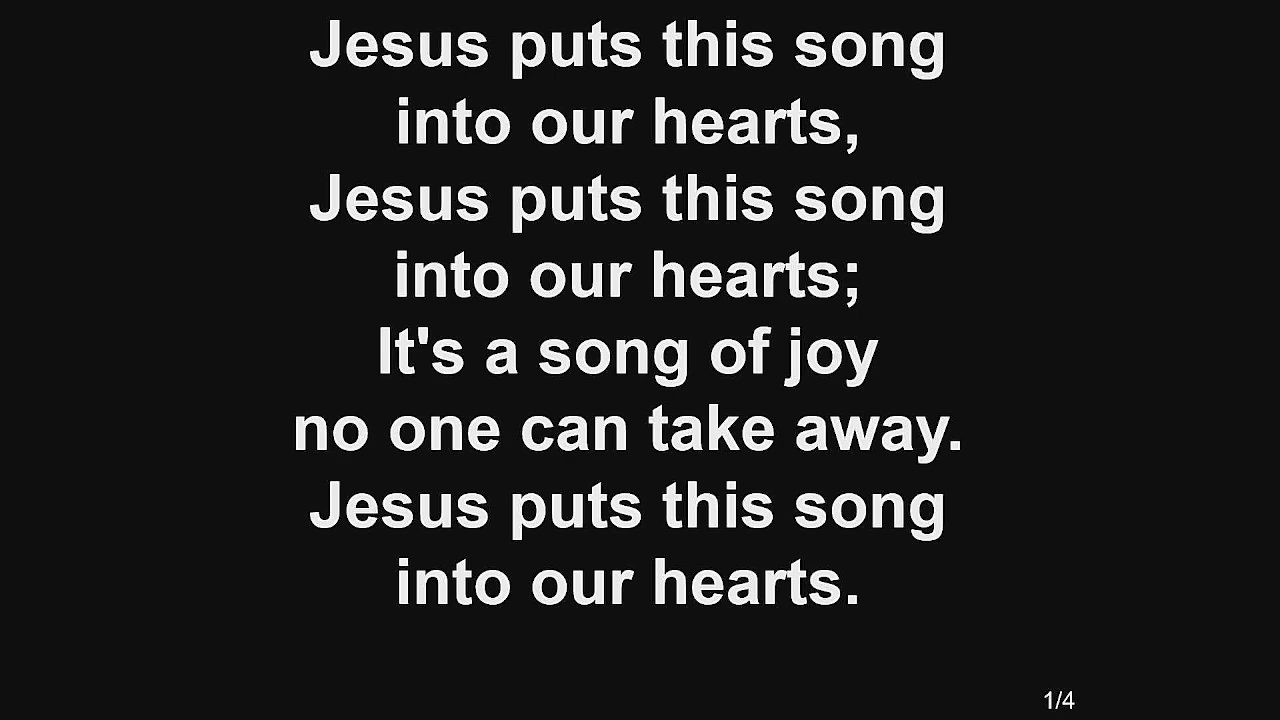 Jesus puts this song
into our hearts,
Jesus puts this song
into our hearts;
It's a song of joy
no one can take away.
Jesus puts this song
into our hearts.
1/4